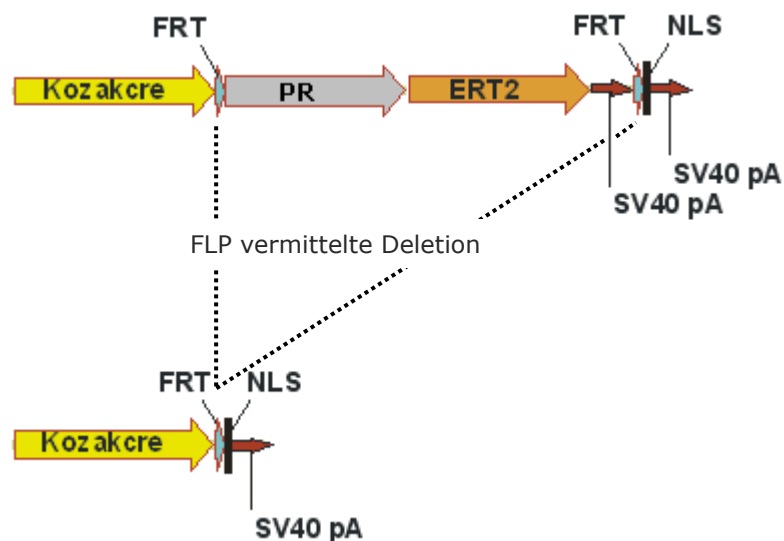 FRT
FRT NLS
Kozakcre
PR
ERT2
SV40 pA
SV40 pA
FLP vermittelte Deletion
FRT NLS
Kozakcre
SV40 pA